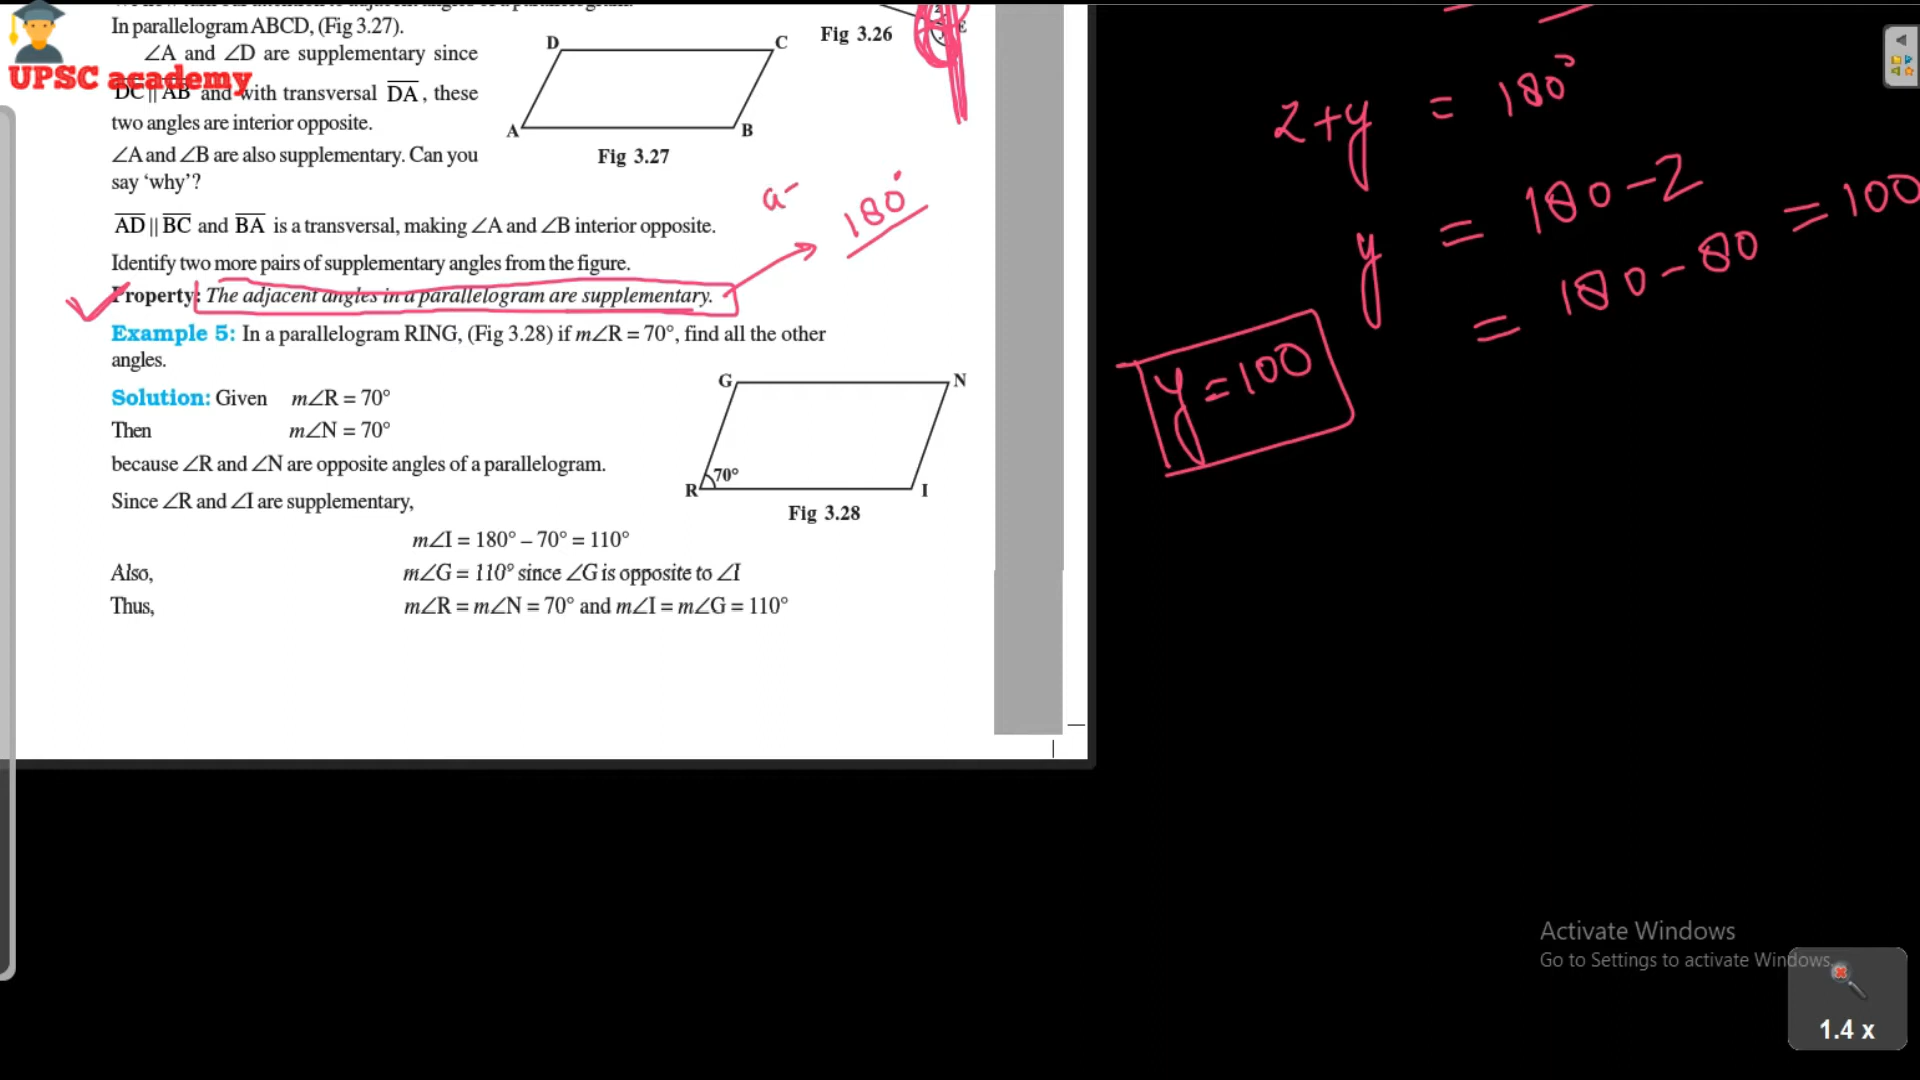 In parallelogram ABCD, (Fig 3.27).
∠A and ∠D are supplementary since
DC || AB and with transversal DA, these
two angles are interior opposite.
∠A and ∠B are also supplementary. Can you
say ‘why’?
AD || BC and BA is a transversal, making ∠A and ∠B interior opposite.
Identify two more pairs of supplementary angles from the figure.
Property: The adjacent angles in a parallelogram are supplementary.
Example 5: In a parallelogram RING, (Fig 3.28) if m∠R = 70°, find all the other
angles.
Solution: Given m∠R = 70°
Then m∠N = 70°
because ∠R and ∠N are opposite angles of a parallelogram.
Since ∠R and ∠I are supplementary,
m∠I = 180° – 70° = 110°
Also, m∠G = 110° since ∠G is opposite to ∠I
Thus, m∠R = m∠N = 70° and m∠I = m∠G = 110°
UPSC academy
D C
A B
Fig 3.27
Fig 3.26
180°
G N
70°
R I
Fig 3.28
z+y = 180°
y = 180-z
= 180-80 = 100
y = 100
Activate Windows
Go to Settings to activate Windows.
1.4 x